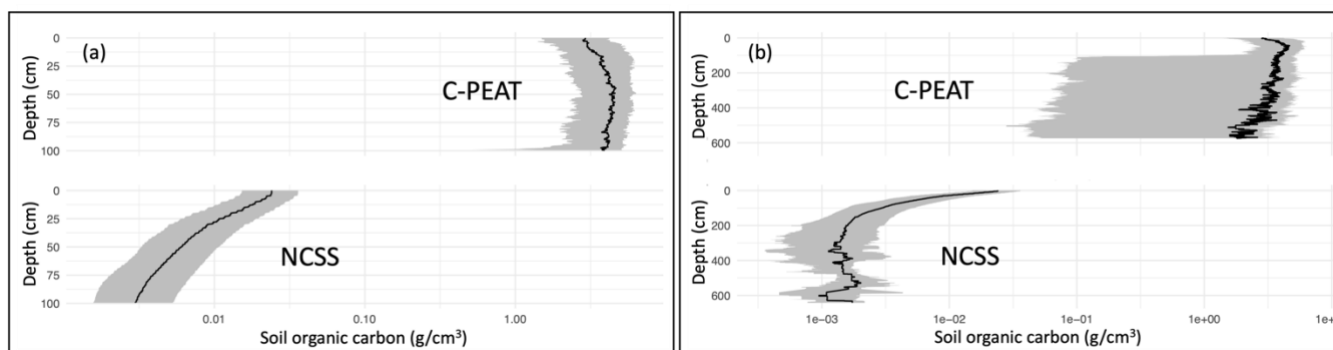 (a)
C-PEAT
Depth (cm)
0
25
50
75
100
NCSS
Depth (cm)
0
25
50
75
100
0.01 0.10 1.00
Soil organic carbon (g/cm³)
(b)
C-PEAT
Depth (cm)
0
200
400
600
NCSS
Depth (cm)
0
200
400
600
1e−03 1e−02 1e−01 1e+00
Soil organic carbon (g/cm³)